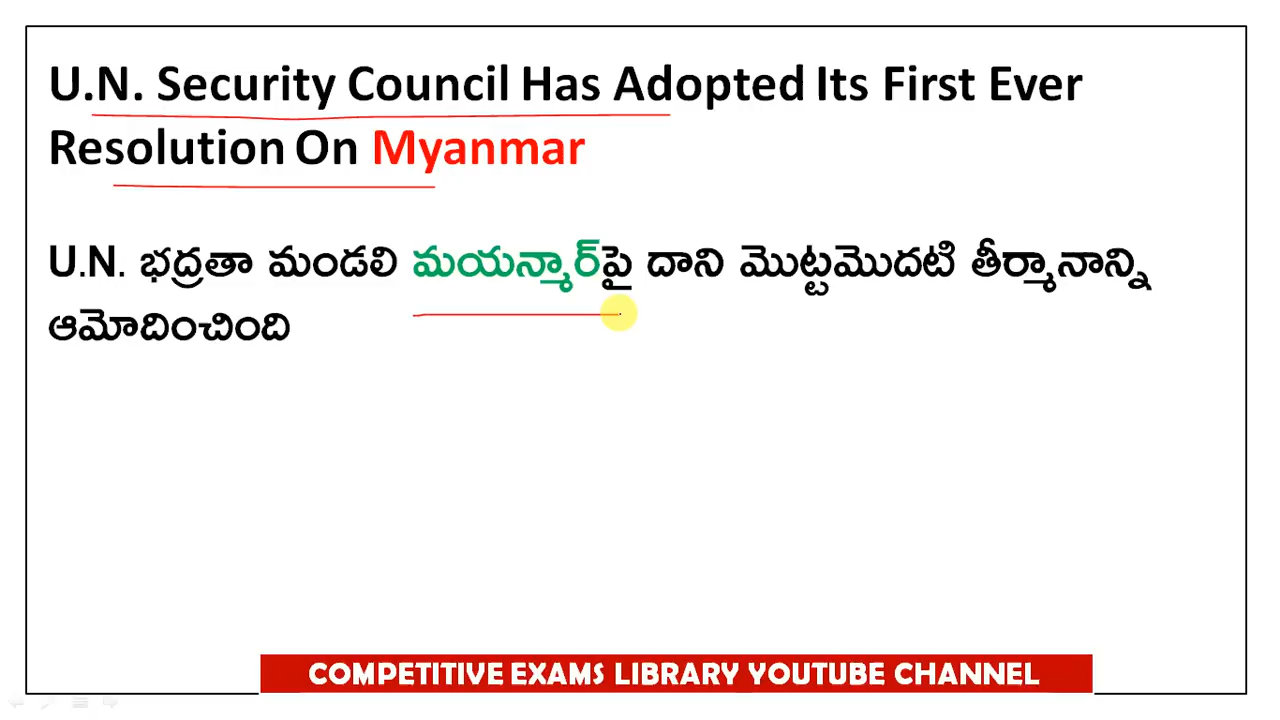 U.N. Security Council Has Adopted Its First Ever
Resolution On Myanmar
U.N. భద్రతా మండలి మయన్మార్‌పై దాని మొట్టమొదటి తీర్మానాన్ని
ఆమోదించింది
COMPETITIVE EXAMS LIBRARY YOUTUBE CHANNEL